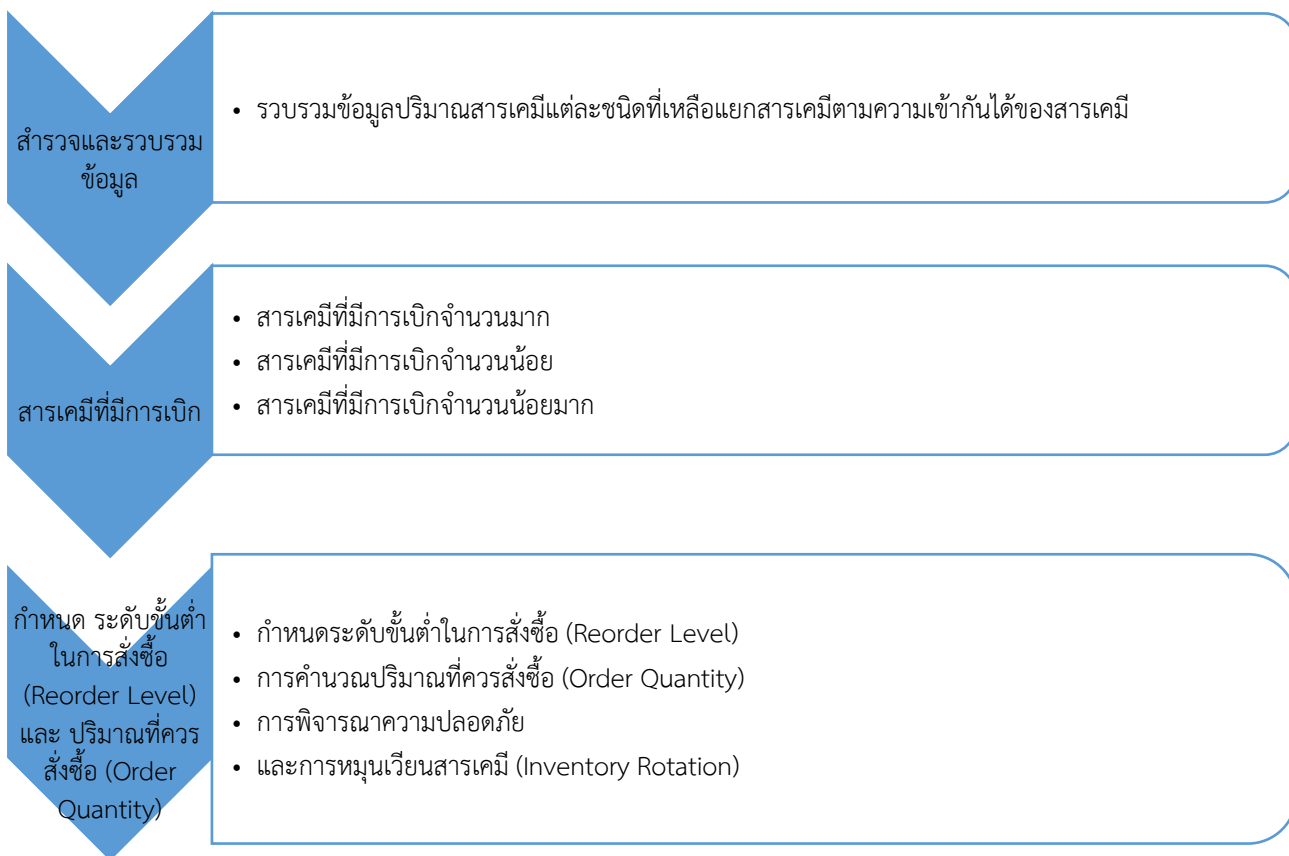 สำรวจและรวบรวม
ข้อมูล
• รวบรวมข้อมูลปริมาณสารเคมีแต่ละชนิดที่เหลือแยกสารเคมีตามความเข้ากันได้ของสารเคมี
สารเคมีที่มีการเบิก
• สารเคมีที่มีการเบิกจำนวนมาก
• สารเคมีที่มีการเบิกจำนวนน้อย
• สารเคมีที่มีการเบิกจำนวนน้อยมาก
กำหนด ระดับขั้นต่ำ
ในการสั่งซื้อ
(Reorder Level)
และ ปริมาณที่ควร
สั่งซื้อ (Order
Quantity)
• กำหนดระดับขั้นต่ำในการสั่งซื้อ (Reorder Level)
• การคำนวณปริมาณที่ควรสั่งซื้อ (Order Quantity)
• การพิจารณาความปลอดภัย
• และการหมุนเวียนสารเคมี (Inventory Rotation)